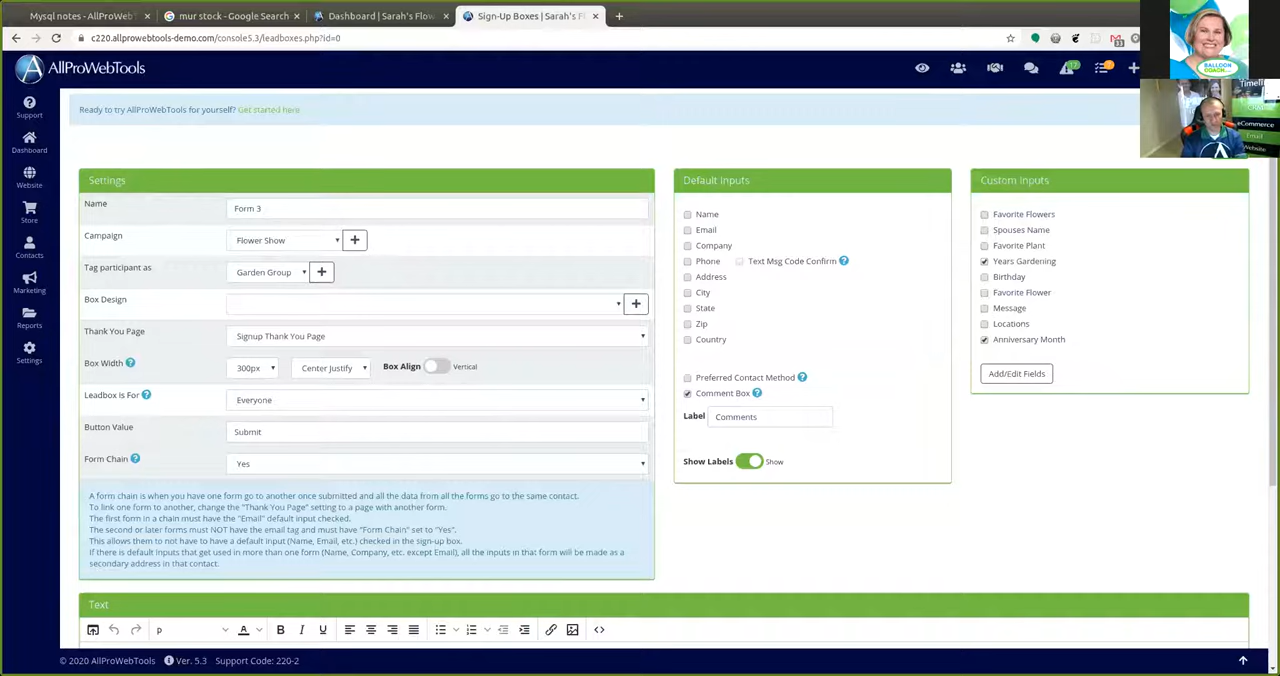 Mysql notes - AllProWebT
mur stock - Google Search
Dashboard | Sarah's Flow
Sign-Up Boxes | Sarah's Fl
c220.allprowebtools-demo.com/console5.3/leadboxes.php?id=0
AllProWebTools
Support
Dashboard
Website
Store
Contacts
Marketing
Reports
Settings
Ready to try AllProWebTools for yourself? Get started here
BALLOON
COACH
eCommerce
Email
Website
Settings
Name
Form 3
Campaign
Flower Show
Tag participant as
Garden Group
Box Design
Thank You Page
Signup Thank You Page
Box Width
300px
Center Justify
Box Align
Vertical
Leadbox Is For
Everyone
Button Value
Submit
Form Chain
Yes
A form chain is when you have one form go to another once submitted and all the data from all the forms go to the same contact.
To link one form to another, change the "Thank You Page" setting to a page with another form.
The first form in a chain must have the "Email" default input checked.
The second or later forms must NOT have the email tag and must have "Form Chain" set to "Yes".
This allows them to not have to have a default input (Name, Email, etc.) checked in the sign-up box.
If there is default inputs that get used in more than one form (Name, Company, etc. except Email), all the inputs in that form will be made as a
secondary address in that contact.
Default Inputs
Name
Email
Company
Phone
Text Msg Code Confirm
Address
City
State
Zip
Country
Preferred Contact Method
Comment Box
Label
Comments
Show Labels
Show
Custom Inputs
Favorite Flowers
Spouses Name
Favorite Plant
Years Gardening
Birthday
Favorite Flower
Message
Locations
Anniversary Month
Add/Edit Fields
Text
p
© 2020 AllProWebTools
Ver. 5.3
Support Code: 220-2